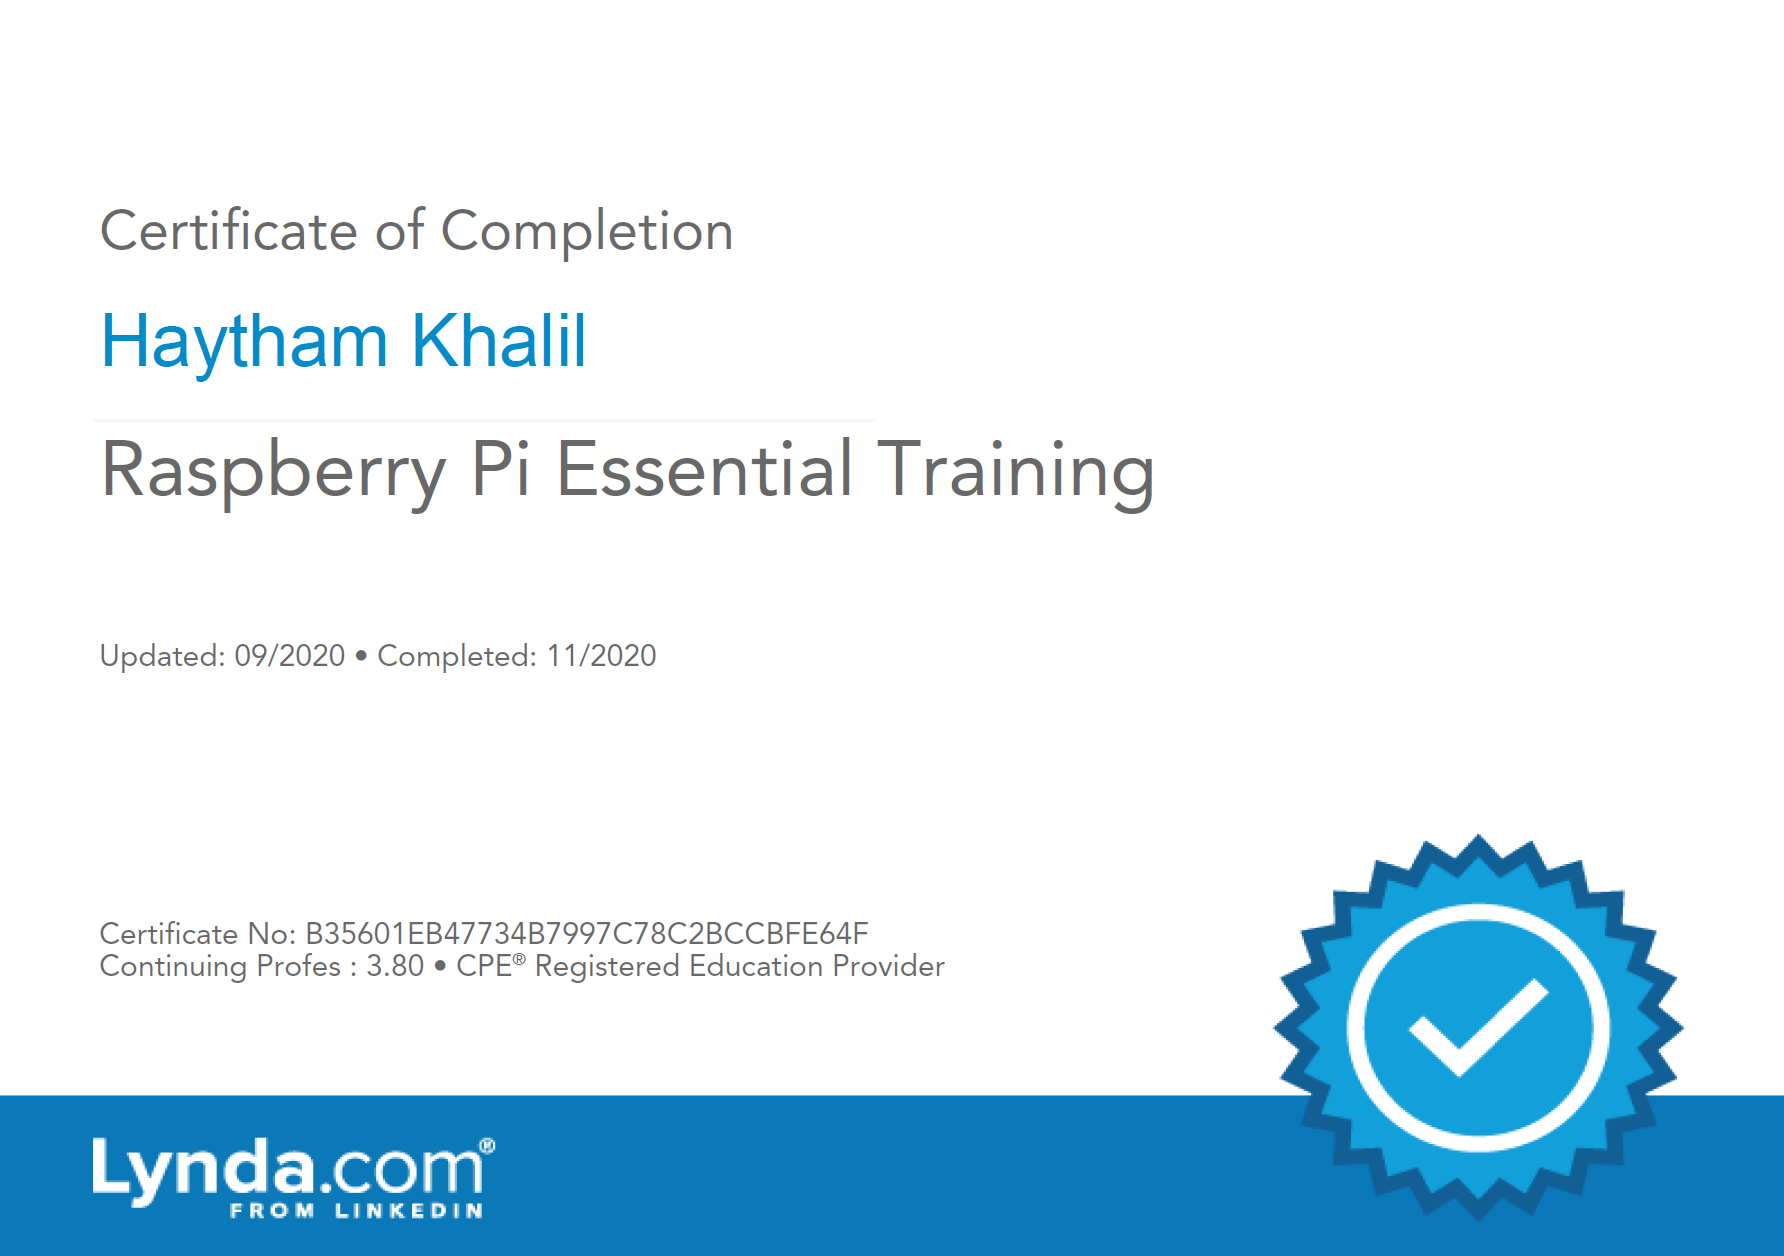 Certificate of Completion
Haytham Khalil
Raspberry Pi Essential Training
Updated: 09/2020 • Completed: 11/2020
Certificate No: B35601EB47734B7997C78C2BCCBFE64F
Continuing Profes : 3.80 • CPE® Registered Education Provider
Lynda.com®
FROM LINKEDIN